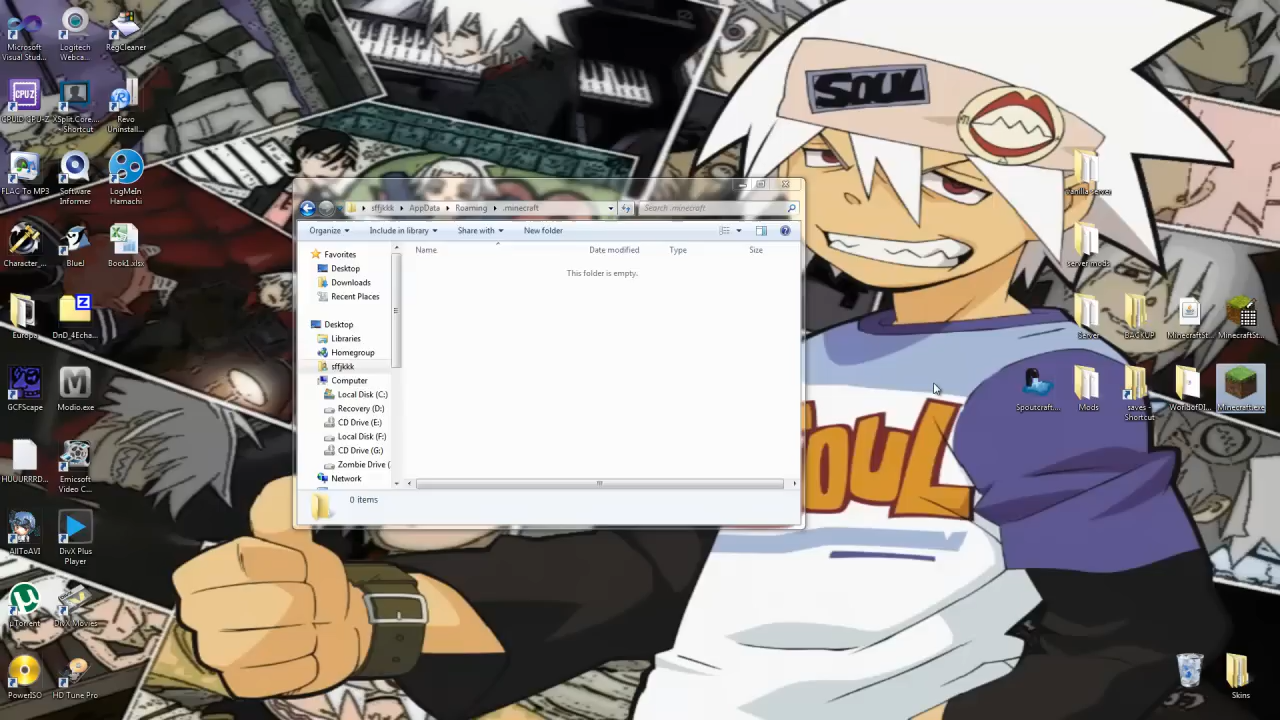 Microsoft
Visual Stud...
Logitech
Webca...
RegCleaner
CPUID CPU-Z
XSplit.Core...
- Shortcut
Revo
Uninstall...
FLAC To MP3
Software
Informer
LogMeIn
Hamachi
Character_...
BlueJ
Book1.xlsx
Europa
DnD_4Echa...
GCFScape
Modio.exe
HUUURRRD...
Emicsoft
Video C...
AllToAVI
DivX Plus
Player
µTorrent
DivX Movies
PowerISO
HD Tune Pro
sffjkkk
AppData
Roaming
.minecraft
Search .minecraft
Organize
Include in library
Share with
New folder
Favorites
Desktop
Downloads
Recent Places
Desktop
Libraries
Homegroup
sffjkkk
Computer
Local Disk (C:)
Recovery (D:)
CD Drive (E:)
Local Disk (F:)
CD Drive (G:)
Zombie Drive (
Network
Name
Date modified
Type
Size
This folder is empty.
0 items
SOUL
SOUL
vanilla server
server mods
Server
BACKUP
MinecraftSt...
MinecraftSt...
Spoutcraft...
Mods
saves -
Shortcut
Minecraft.exe
Skins